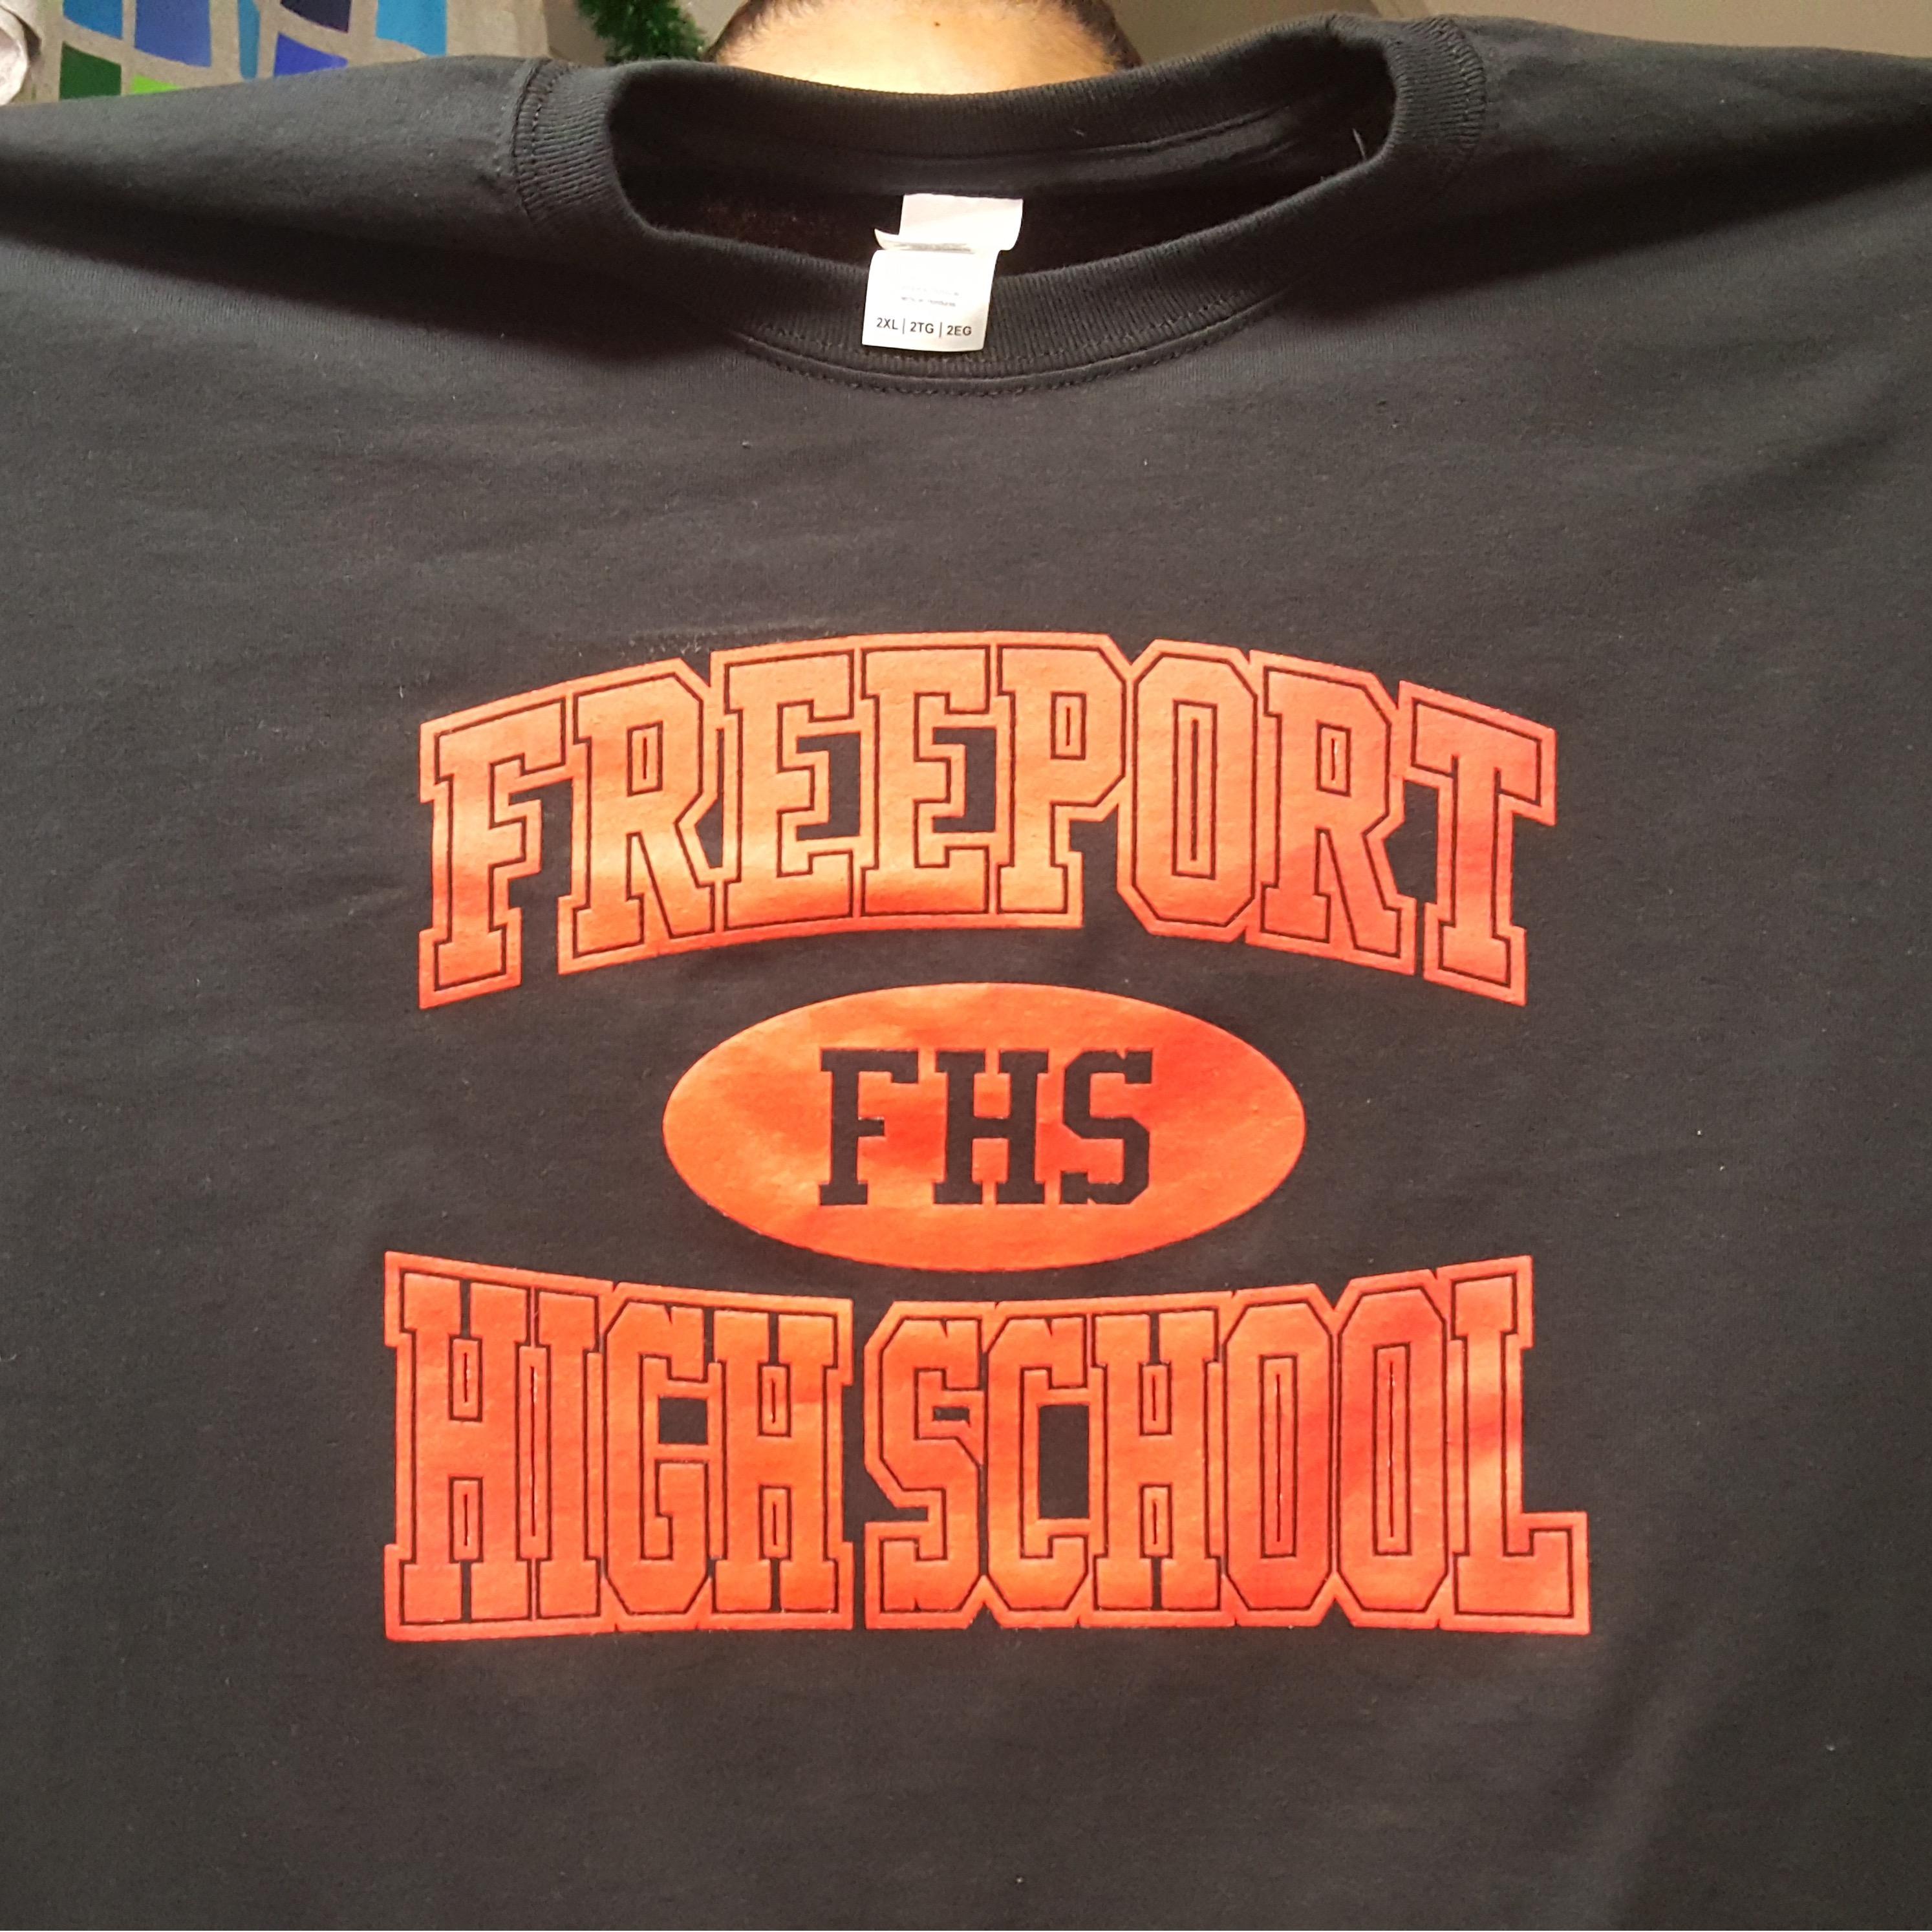 2XL | 2TG | 2EG
FREEPORT
FHS
HIGH SCHOOL